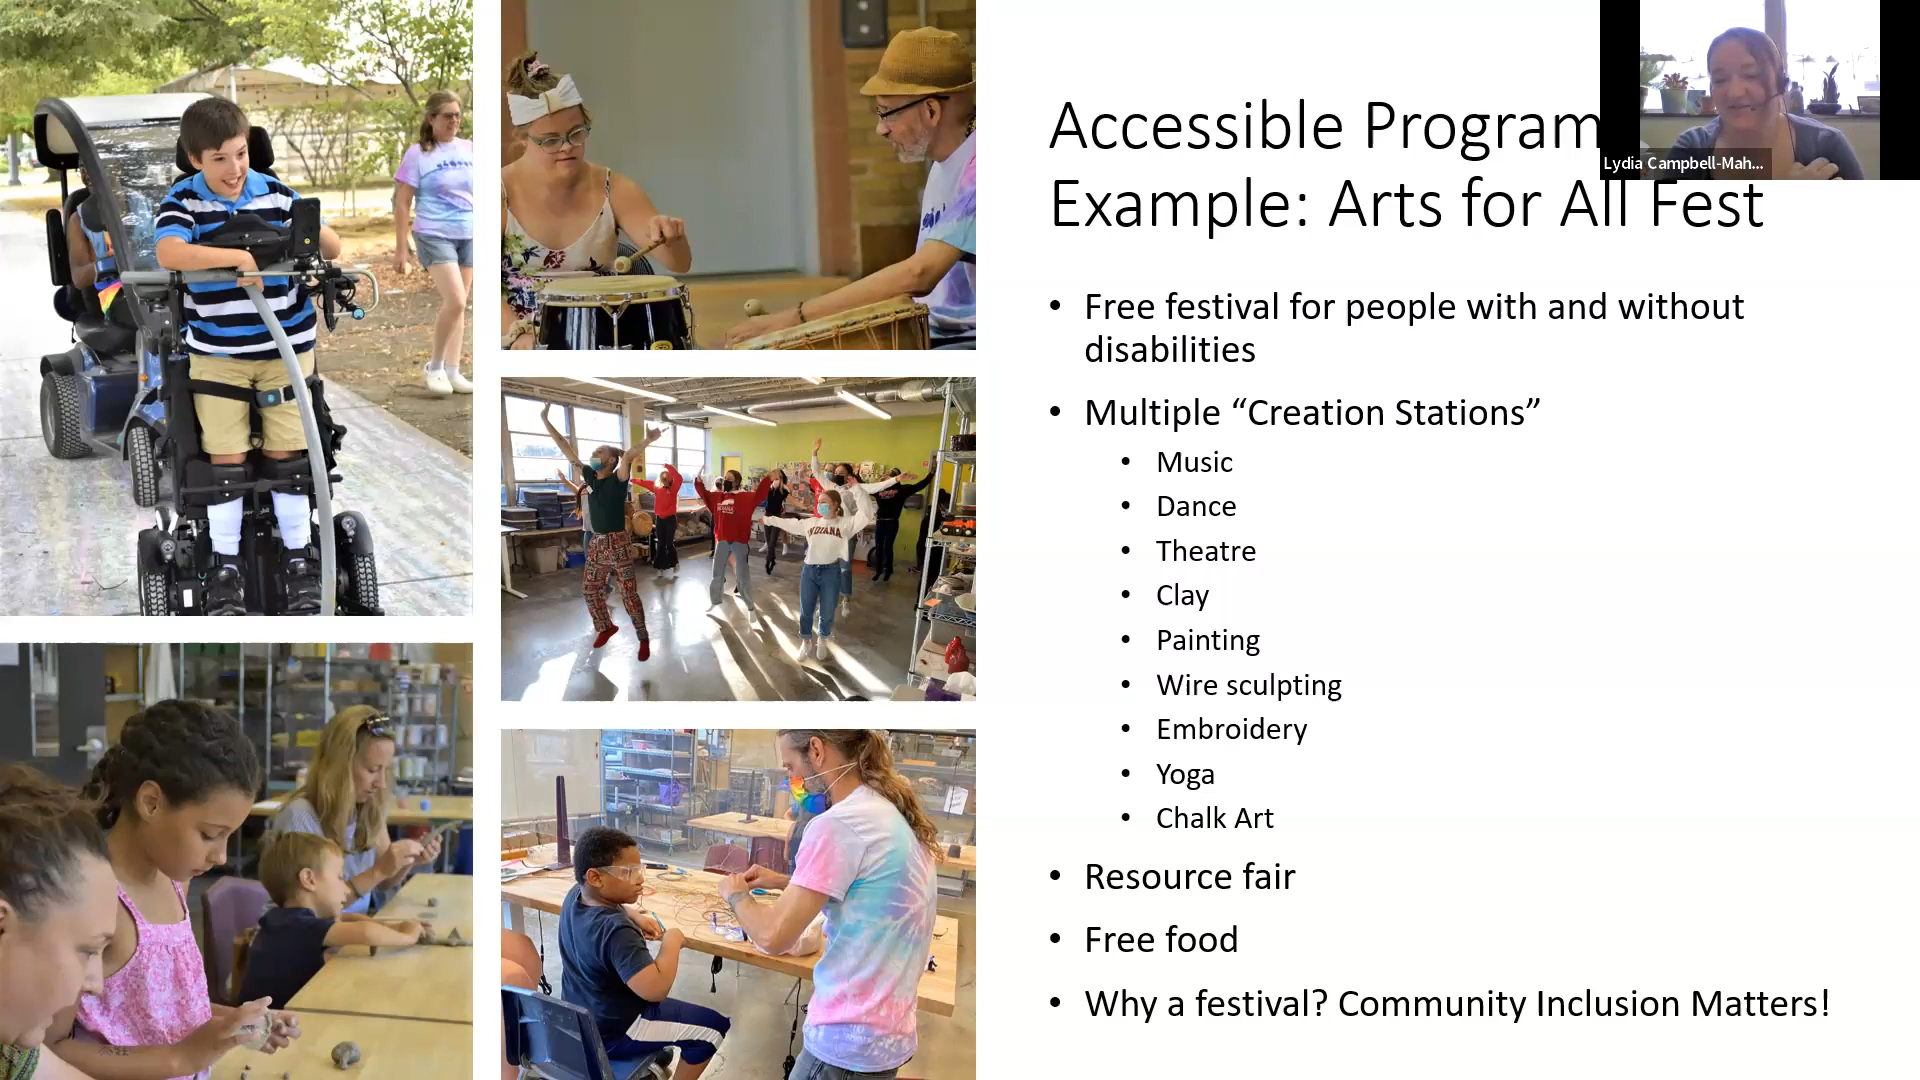 Accessible Program
Example: Arts for All Fest
Lydia Campbell-Mah...
• Free festival for people with and without
disabilities
• Multiple “Creation Stations”
• Music
• Dance
• Theatre
• Clay
• Painting
• Wire sculpting
• Embroidery
• Yoga
• Chalk Art
• Resource fair
• Free food
• Why a festival? Community Inclusion Matters!
INDIANA